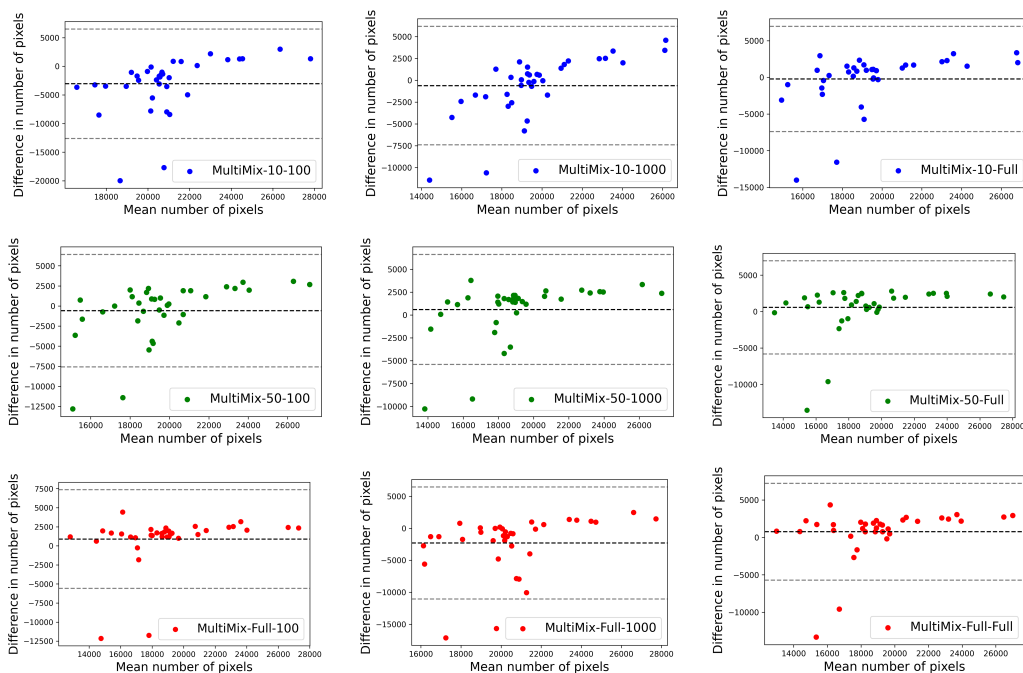 Difference in number of pixels
5000
0
−5000
−10000
−15000
−20000
MultiMix-10-100
18000 20000 22000 24000 26000 28000
Mean number of pixels
Difference in number of pixels
5000
2500
0
−2500
−5000
−7500
−10000
MultiMix-10-1000
14000 16000 18000 20000 22000 24000 26000
Mean number of pixels
Difference in number of pixels
5000
0
−5000
−10000
−15000
MultiMix-10-Full
16000 18000 20000 22000 24000 26000
Mean number of pixels
Difference in number of pixels
5000
2500
0
−2500
−5000
−7500
−10000
−12500
MultiMix-50-100
16000 18000 20000 22000 24000 26000
Mean number of pixels
Difference in number of pixels
5000
2500
0
−2500
−5000
−7500
−10000
MultiMix-50-1000
14000 16000 18000 20000 22000 24000 26000
Mean number of pixels
Difference in number of pixels
5000
0
−5000
−10000
MultiMix-50-Full
14000 16000 18000 20000 22000 24000 26000 28000
Mean number of pixels
Difference in number of pixels
7500
5000
2500
0
−2500
−5000
−7500
−10000
−12500
MultiMix-Full-100
14000 16000 18000 20000 22000 24000 26000 28000
Mean number of pixels
Difference in number of pixels
5000
0
−5000
−10000
−15000
MultiMix-Full-1000
16000 18000 20000 22000 24000 26000 28000
Mean number of pixels
Difference in number of pixels
5000
0
−5000
−10000
MultiMix-Full-Full
14000 16000 18000 20000 22000 24000 26000
Mean number of pixels